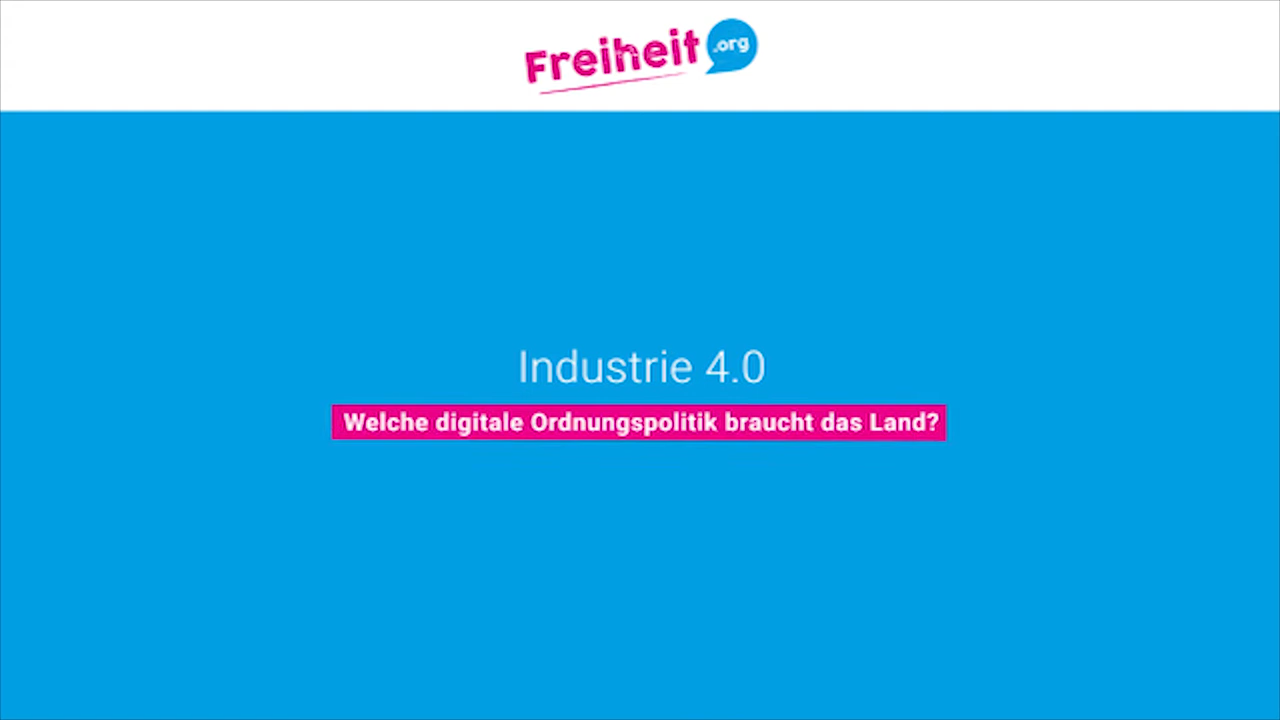 Freiheit .org
Industrie 4.0
Welche digitale Ordnungspolitik braucht das Land?